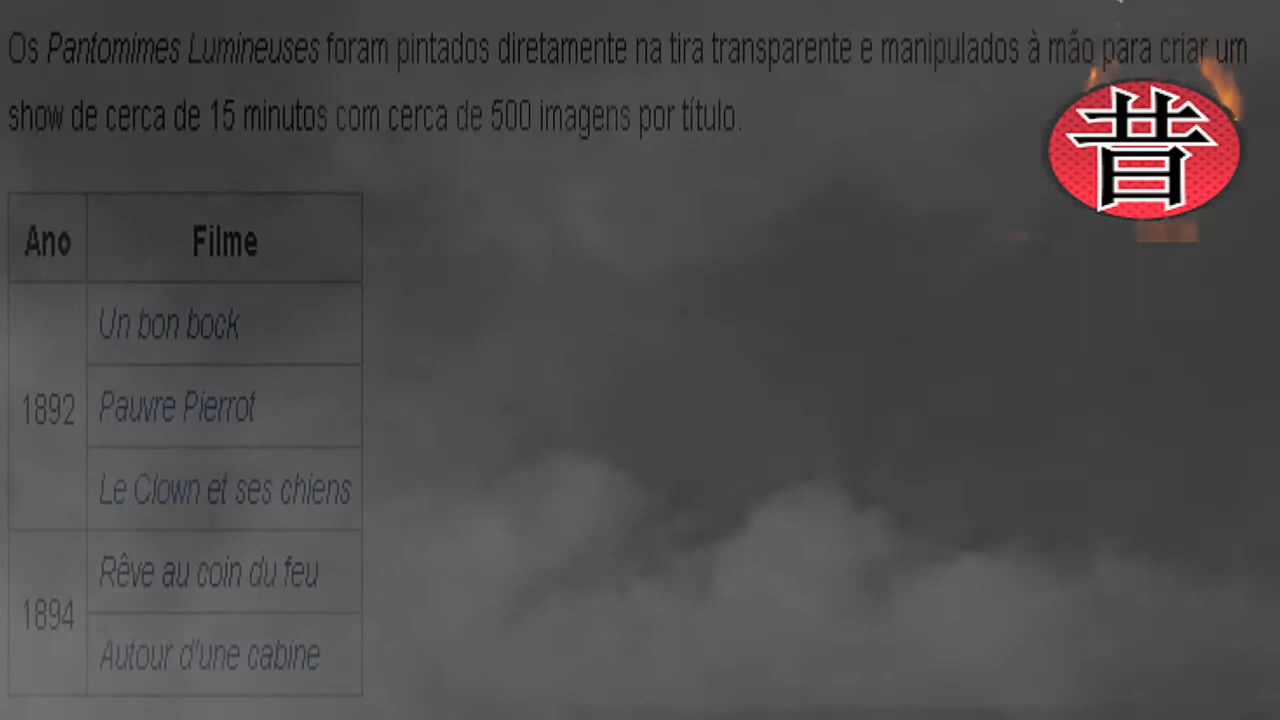 Os Pantomimes Lumineuses foram pintados diretamente na tira transparente e manipulados à mão para criar um
show de cerca de 15 minutos com cerca de 500 imagens por título.
昔
Ano Filme
1892
Un bon bock
Pauvre Pierrot
Le Clown et ses chiens
1894
Rêve au coin du feu
Autour d'une cabine